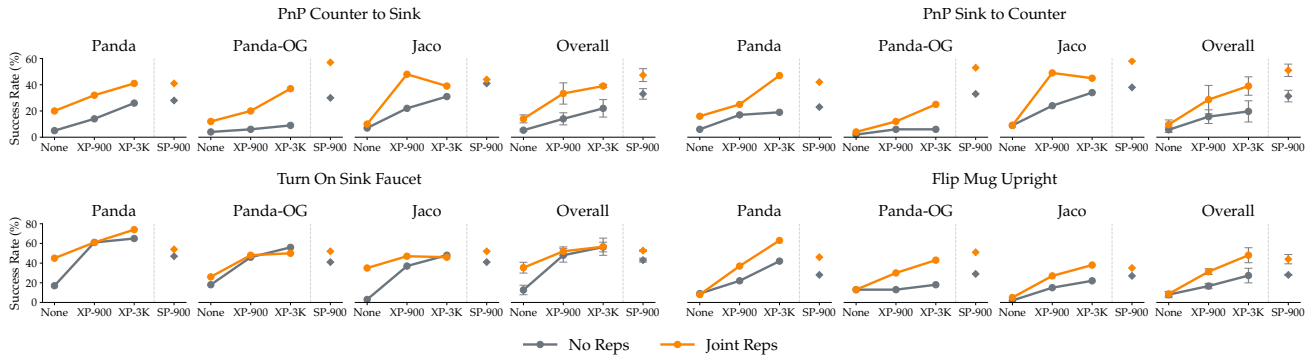 PnP Counter to Sink
PnP Sink to Counter
Panda
Panda-OG
Jaco
Overall
Panda
Panda-OG
Jaco
Overall
Success Rate (%)
60
40
20
0
None XP-900 XP-3K SP-900
None XP-900 XP-3K SP-900
None XP-900 XP-3K SP-900
None XP-900 XP-3K SP-900
None XP-900 XP-3K SP-900
None XP-900 XP-3K SP-900
None XP-900 XP-3K SP-900
None XP-900 XP-3K SP-900
Turn On Sink Faucet
Flip Mug Upright
Panda
Panda-OG
Jaco
Overall
Panda
Panda-OG
Jaco
Overall
Success Rate (%)
80
60
40
20
0
None XP-900 XP-3K SP-900
None XP-900 XP-3K SP-900
None XP-900 XP-3K SP-900
None XP-900 XP-3K SP-900
None XP-900 XP-3K SP-900
None XP-900 XP-3K SP-900
None XP-900 XP-3K SP-900
None XP-900 XP-3K SP-900
No Reps
Joint Reps